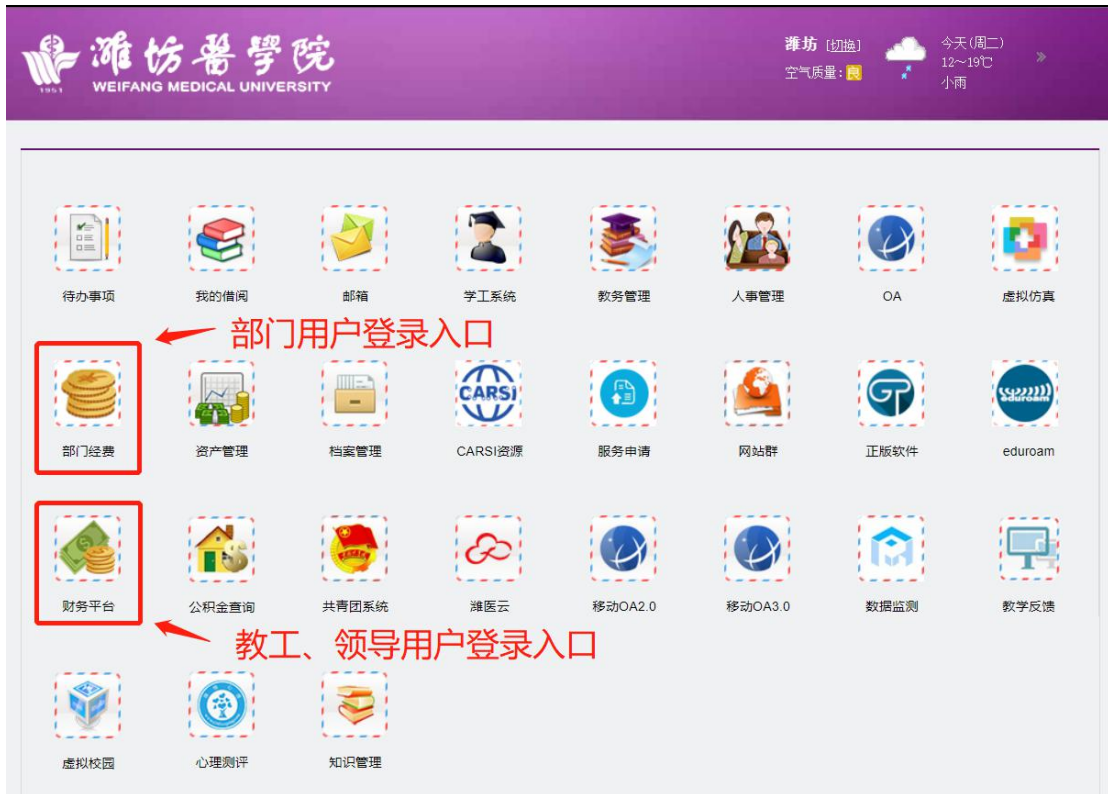 潍坊醫學院
WEIFANG MEDICAL UNIVERSITY
1951
潍坊 [切换]
空气质量：良
今天(周二)
12～19℃
小雨
待办事项
我的借阅
邮箱
学工系统
教务管理
人事管理
OA
虚拟仿真
部门用户登录入口
CARSI
eduroam
部门经费
资产管理
档案管理
CARSI资源
服务申请
网站群
正版软件
eduroam
财务平台
公积金查询
共青团系统
潍医云
移动OA2.0
移动OA3.0
数据监测
教学反馈
教工、领导用户登录入口
虚拟校园
心理测评
知识管理